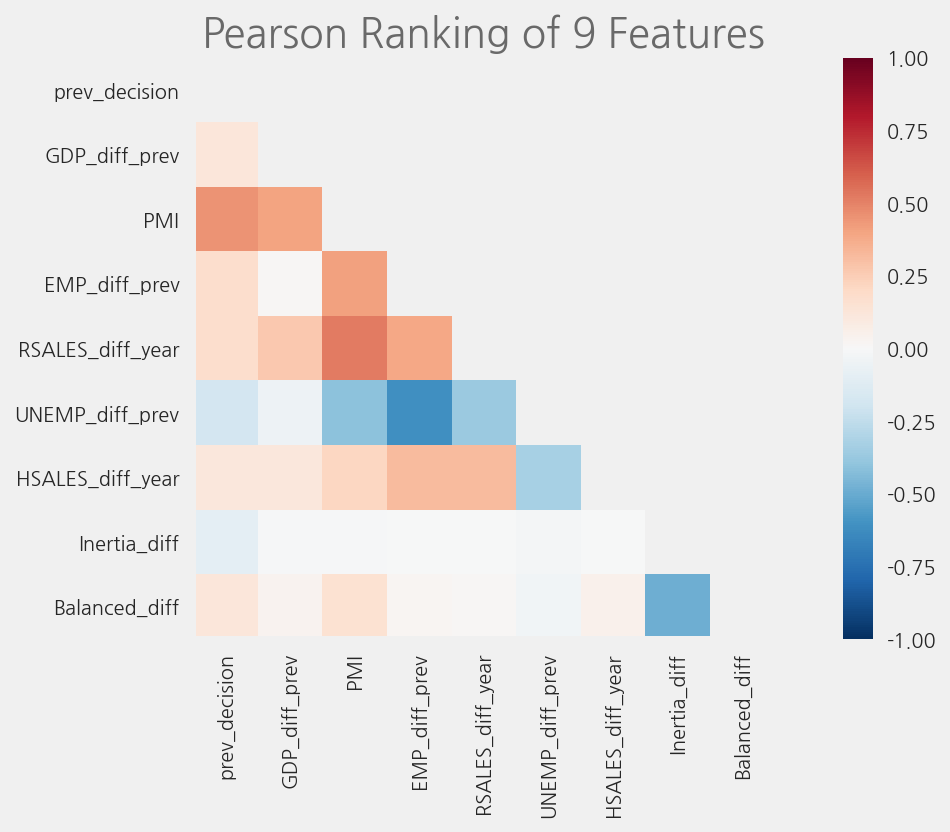 Pearson Ranking of 9 Features
prev_decision
GDP_diff_prev
PMI
EMP_diff_prev
RSALES_diff_year
UNEMP_diff_prev
HSALES_diff_year
Inertia_diff
Balanced_diff
prev_decision
GDP_diff_prev
PMI
EMP_diff_prev
RSALES_diff_year
UNEMP_diff_prev
HSALES_diff_year
Inertia_diff
Balanced_diff
1.00
0.75
0.50
0.25
0.00
-0.25
-0.50
-0.75
-1.00